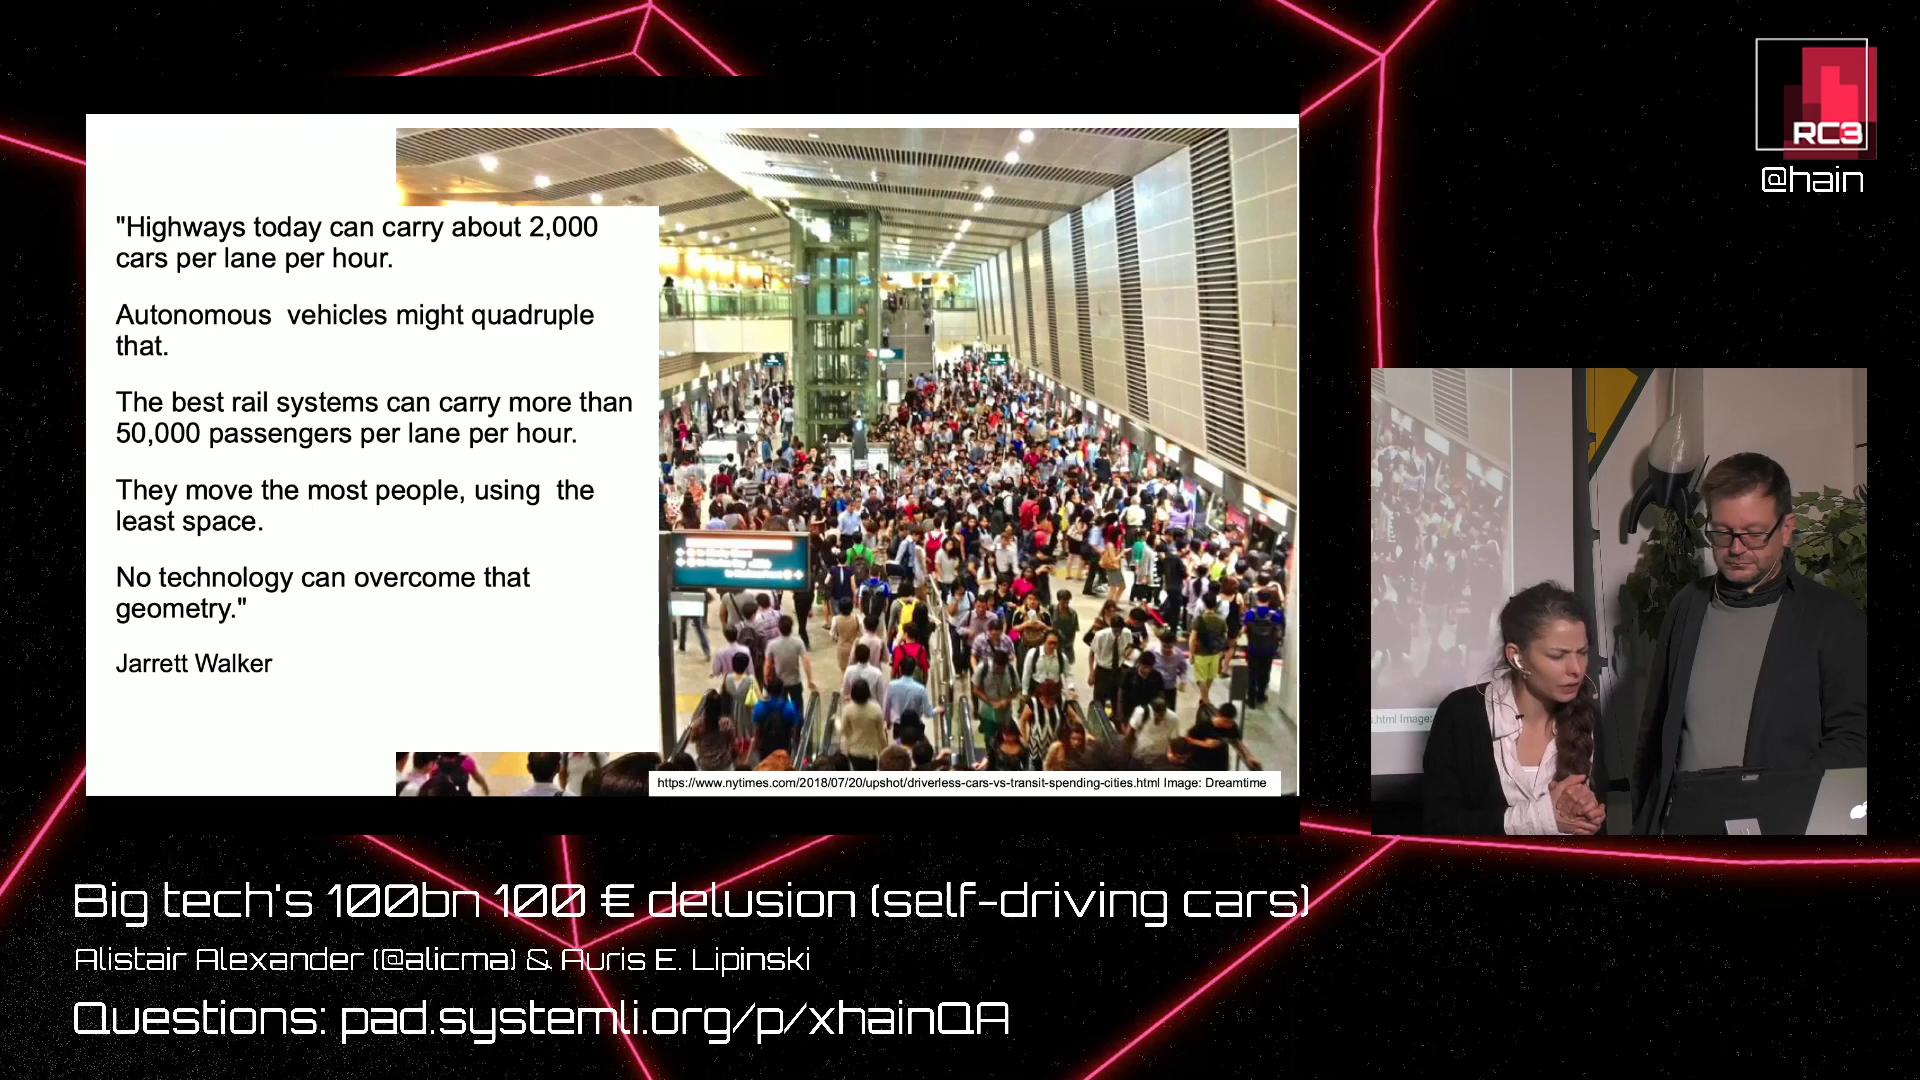 RC3
@hain
"Highways today can carry about 2,000
cars per lane per hour.
Autonomous  vehicles might quadruple
that.
The best rail systems can carry more than
50,000 passengers per lane per hour.
They move the most people, using  the
least space.
No technology can overcome that
geometry."
Jarrett Walker
https://www.nytimes.com/2018/07/20/upshot/driverless-cars-vs-transit-spending-cities.html Image: Dreamtime
.html Image:
Big tech's 100bn 100 € delusion (self-driving cars)
Alistair Alexander (@alicma) & Auris E. Lipinski
Questions: pad.systemli.org/p/xhainQA